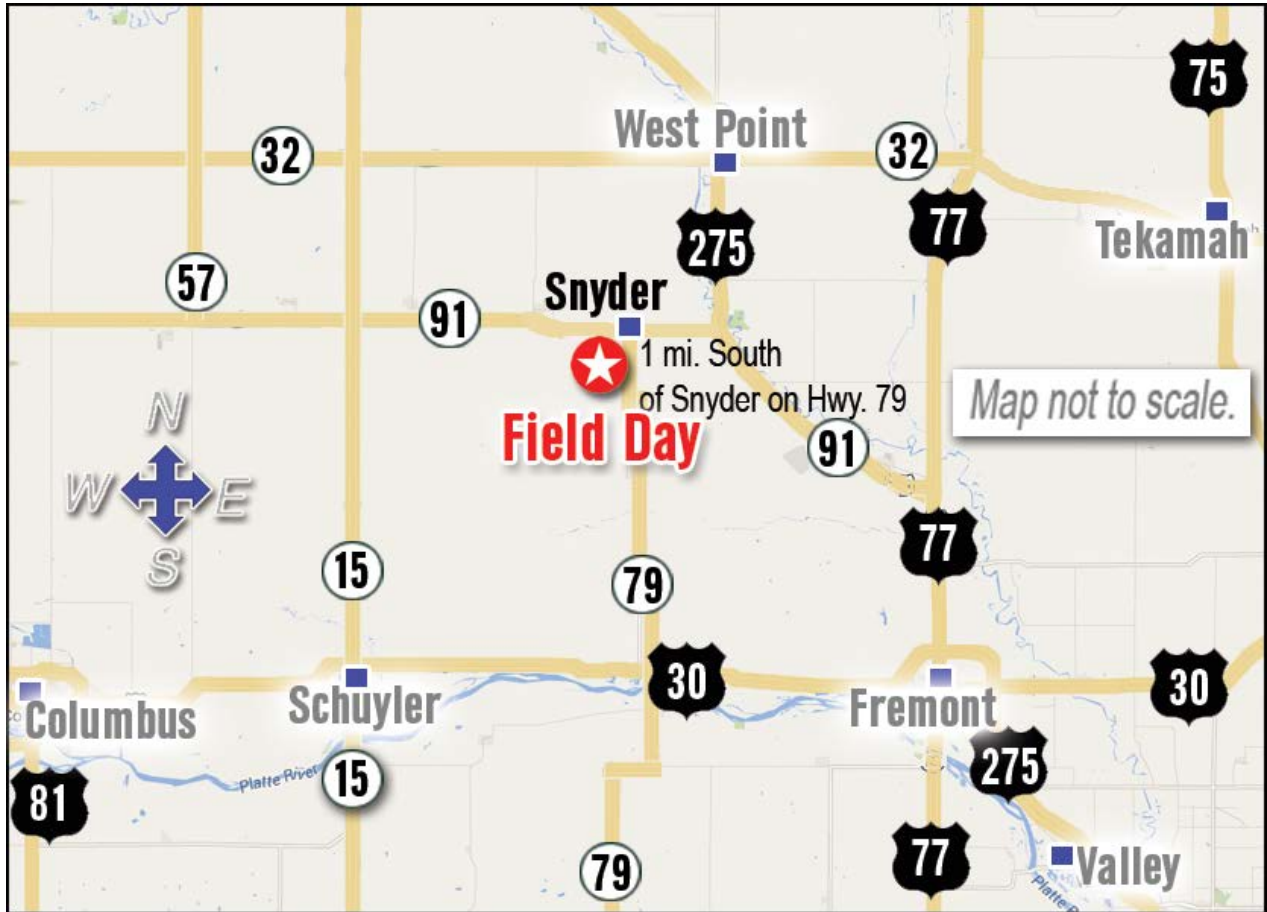 75
West Point
32
32
275
77
Tekamah
57
Snyder
91
1 mi. South
of Snyder on Hwy. 79
Map not to scale.
Field Day
91
N
W
E
S
77
15
79
30
30
Columbus
Schuyler
Fremont
Platte River
15
275
81
79
77
Valley